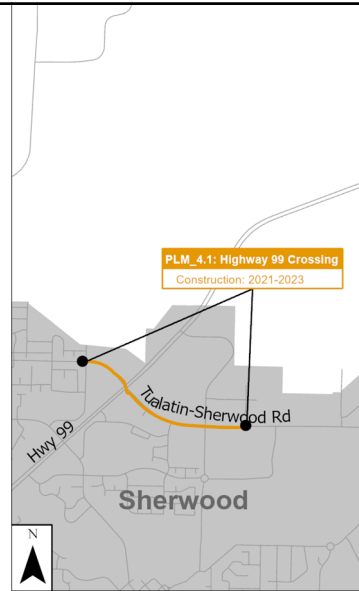 PLM_4.1: Highway 99 Crossing
Construction: 2021-2023
Tualatin-Sherwood Rd
Hwy 99
Sherwood
N